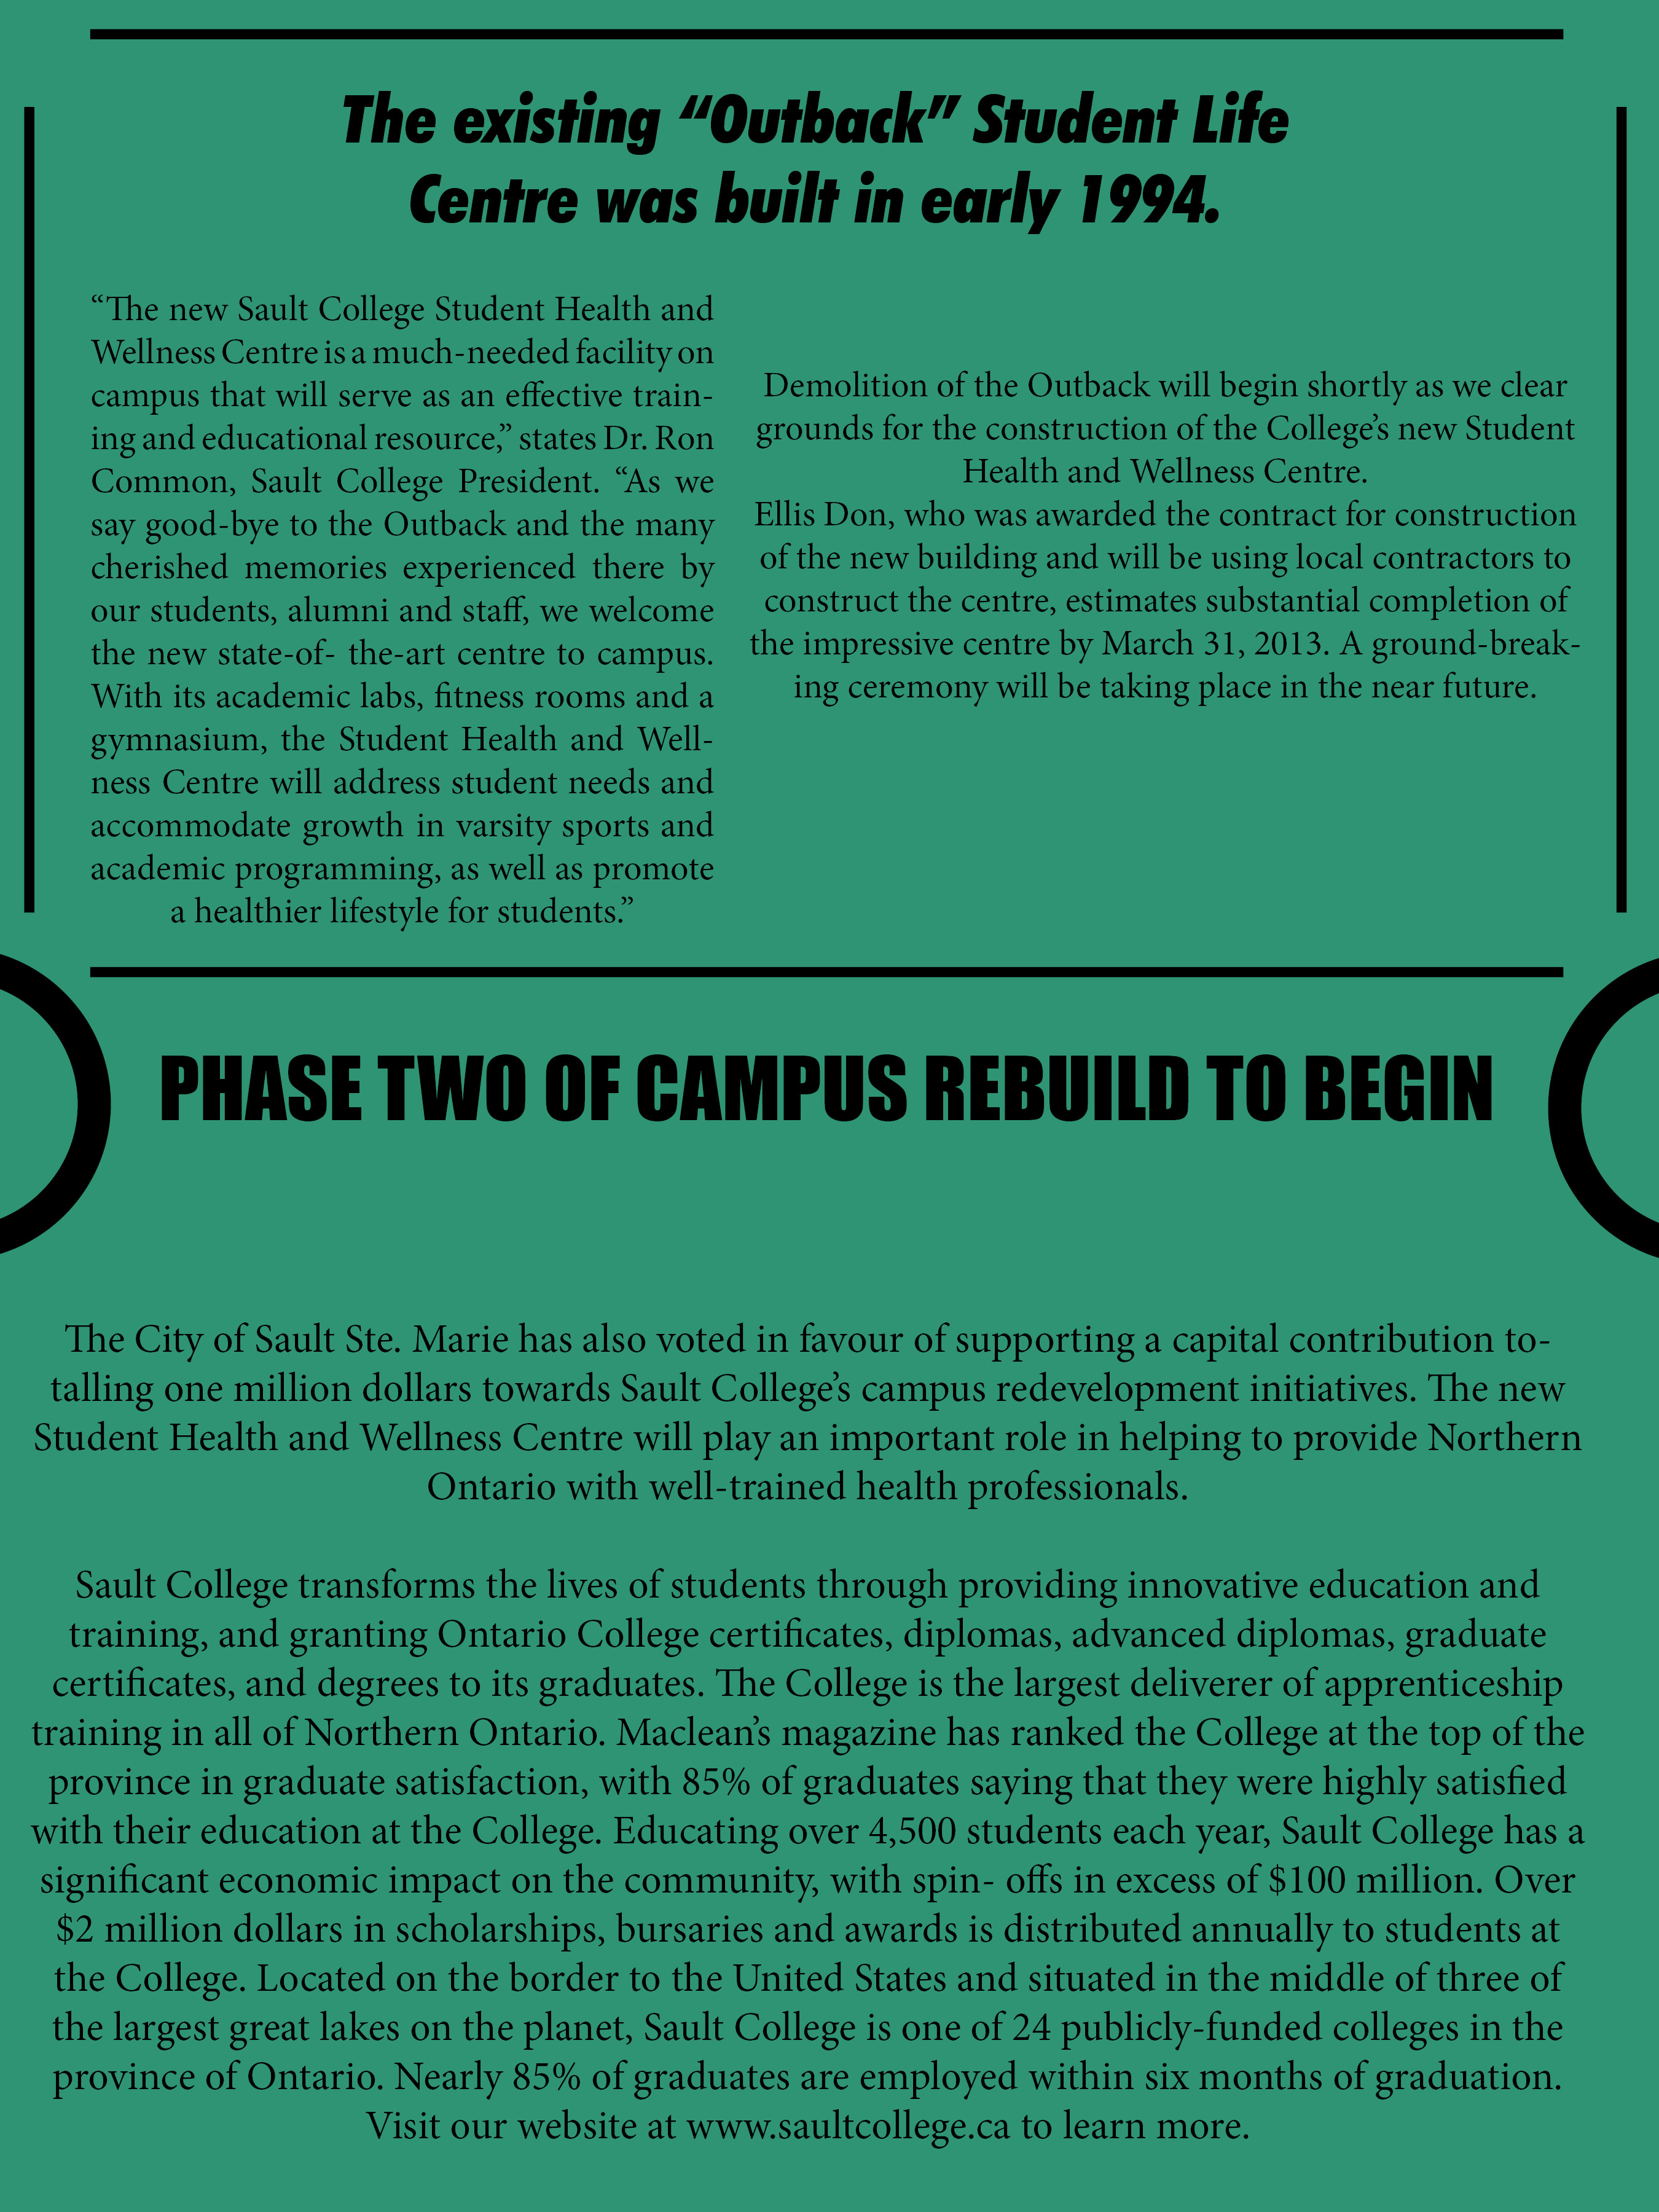 The existing “Outback” Student Life
Centre was built in early 1994.
“The new Sault College Student Health and
Wellness Centre is a much-needed facility on
campus that will serve as an effective train-
ing and educational resource,” states Dr. Ron
Common, Sault College President. “As we
say good-bye to the Outback and the many
cherished memories experienced there by
our students, alumni and staff, we welcome
the new state-of- the-art centre to campus.
With its academic labs, fitness rooms and a
gymnasium, the Student Health and Well-
ness Centre will address student needs and
accommodate growth in varsity sports and
academic programming, as well as promote
a healthier lifestyle for students.”
Demolition of the Outback will begin shortly as we clear
grounds for the construction of the College’s new Student
Health and Wellness Centre.
Ellis Don, who was awarded the contract for construction
of the new building and will be using local contractors to
construct the centre, estimates substantial completion of
the impressive centre by March 31, 2013. A ground-break-
ing ceremony will be taking place in the near future.
PHASE TWO OF CAMPUS REBUILD TO BEGIN
The City of Sault Ste. Marie has also voted in favour of supporting a capital contribution to-
talling one million dollars towards Sault College’s campus redevelopment initiatives. The new
Student Health and Wellness Centre will play an important role in helping to provide Northern
Ontario with well-trained health professionals.
Sault College transforms the lives of students through providing innovative education and
training, and granting Ontario College certificates, diplomas, advanced diplomas, graduate
certificates, and degrees to its graduates. The College is the largest deliverer of apprenticeship
training in all of Northern Ontario. Maclean’s magazine has ranked the College at the top of the
province in graduate satisfaction, with 85% of graduates saying that they were highly satisfied
with their education at the College. Educating over 4,500 students each year, Sault College has a
significant economic impact on the community, with spin- offs in excess of $100 million. Over
$2 million dollars in scholarships, bursaries and awards is distributed annually to students at
the College. Located on the border to the United States and situated in the middle of three of
the largest great lakes on the planet, Sault College is one of 24 publicly-funded colleges in the
province of Ontario. Nearly 85% of graduates are employed within six months of graduation.
Visit our website at www.saultcollege.ca to learn more.